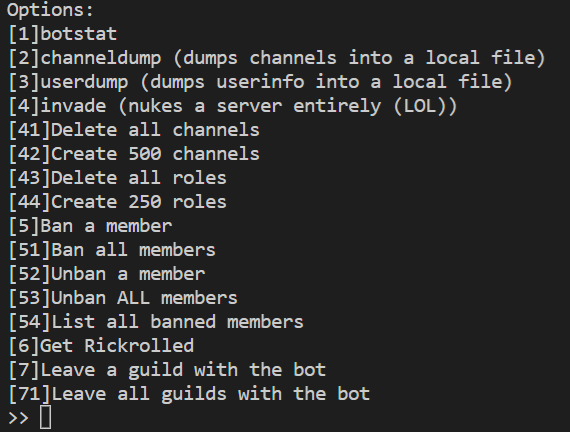 Options:
[1]botstat
[2]channeldump (dumps channels into a local file)
[3]userdump (dumps userinfo into a local file)
[4]invade (nukes a server entirely (LOL))
[41]Delete all channels
[42]Create 500 channels
[43]Delete all roles
[44]Create 250 roles
[5]Ban a member
[51]Ban all members
[52]Unban a member
[53]Unban ALL members
[54]List all banned members
[6]Get Rickrolled
[7]Leave a guild with the bot
[71]Leave all guilds with the bot
>>